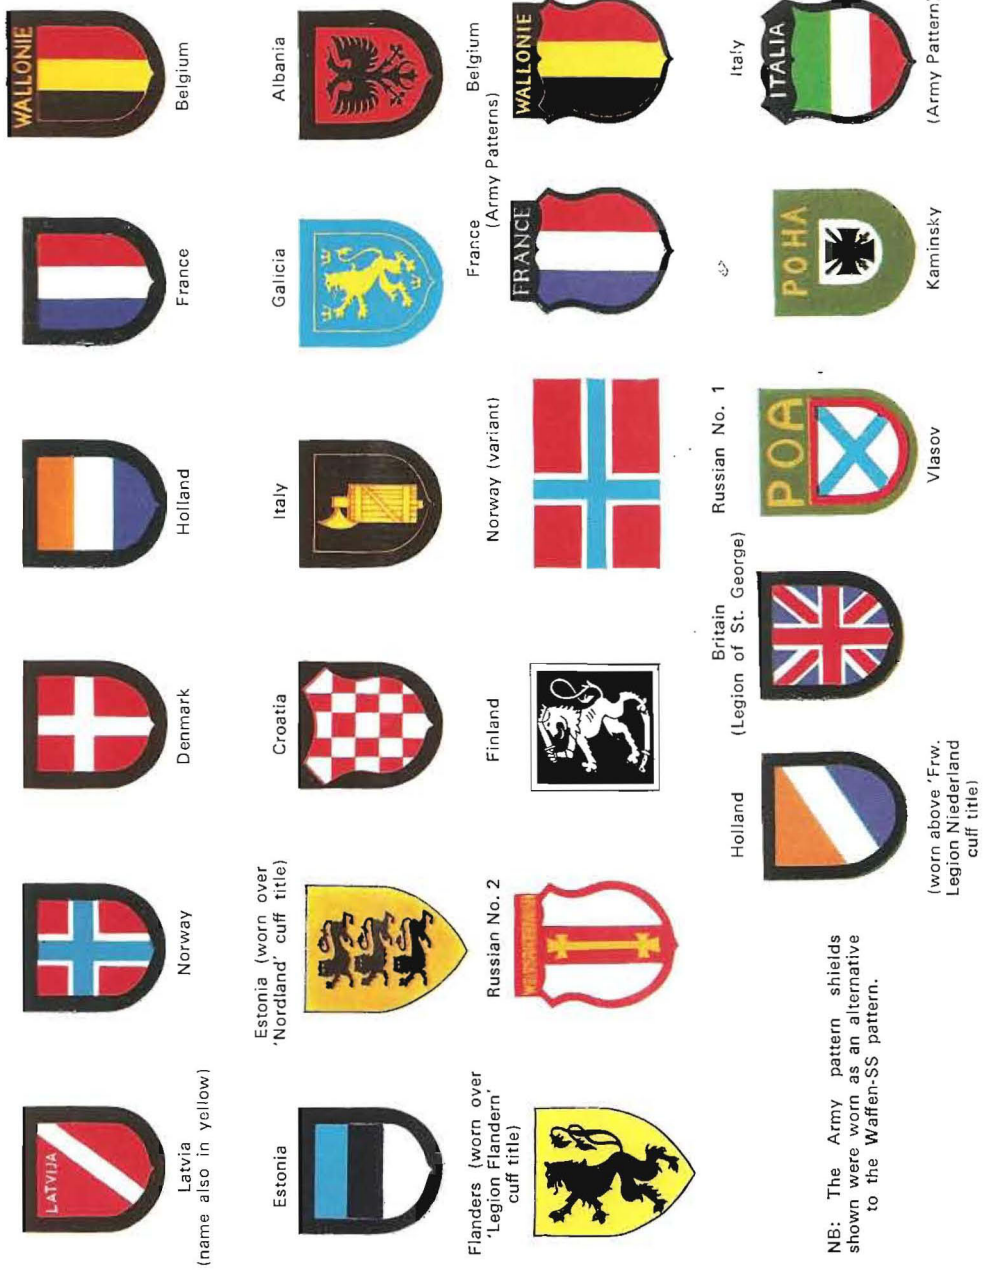 LATVIJA
WALLONIE
Latvia
(name also in yellow)
Norway
Denmark
Holland
France
Belgium
Estonia
Estonia (worn over
'Nordland' cuff title)
Croatia
Italy
Galicia
Albania
Flanders (worn over
'Legion Flandern'
cuff title)
Russian No. 2
Finland
Norway (variant)
France
Belgium
(Army Patterns)
FRANCE
WALLONIE
NB: The Army pattern shields
shown were worn as an alternative
to the Waffen-SS pattern.
Holland
(worn above 'Frw.
Legion Niederland
cuff title)
Britain
(Legion of St. George)
Russian No. 1
РОА
Vlasov
РОНА
Kaminsky
Italy
ITALIA
(Army Pattern)